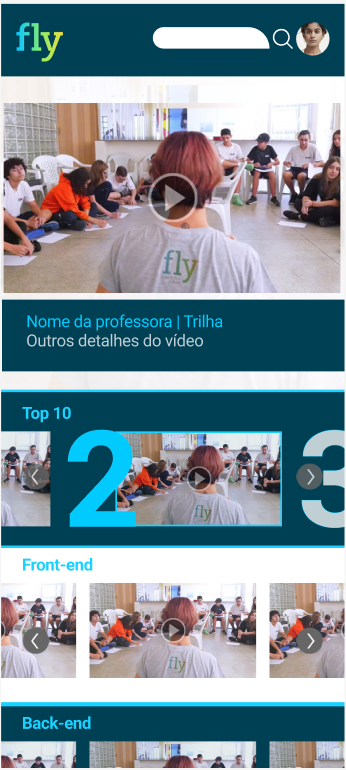 fly
fly
Nome da professora | Trilha
Outros detalhes do vídeo
Top 10
2
3
fly
Front-end
fly
Back-end